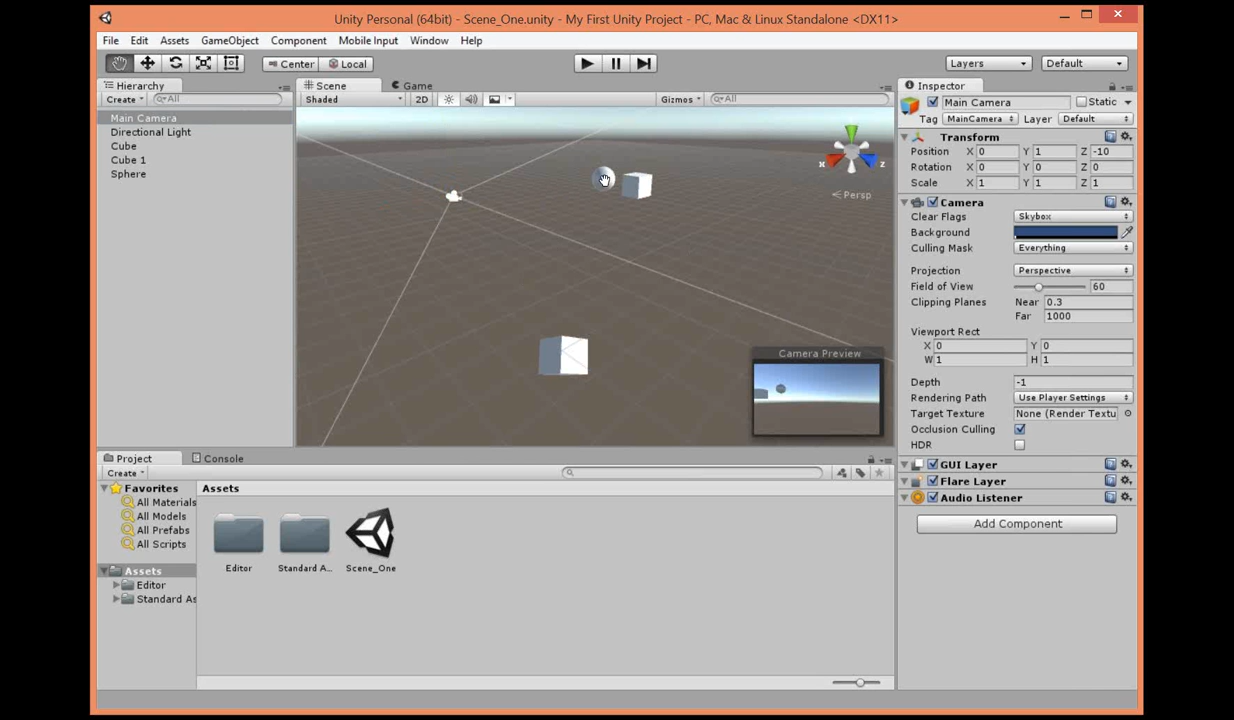 Unity Personal (64bit) - Scene_One.unity - My First Unity Project - PC, Mac & Linux Standalone <DX11>
File Edit Assets GameObject Component Mobile Input Window Help
Center Local Layers Default
Hierarchy
Create All
Main Camera
Directional Light
Cube
Cube 1
Sphere
Scene Game
Shaded 2D Gizmos All
x z
Persp
Camera Preview
Inspector
Main Camera Static
Tag MainCamera Layer Default
Transform
Position X 0 Y 1 Z -10
Rotation X 0 Y 0 Z 0
Scale X 1 Y 1 Z 1
Camera
Clear Flags Skybox
Background
Culling Mask Everything
Projection Perspective
Field of View 60
Clipping Planes Near 0.3
Far 1000
Viewport Rect
X 0 Y 0
W 1 H 1
Depth -1
Rendering Path Use Player Settings
Target Texture None (Render Textu
Occlusion Culling
HDR
GUI Layer
Flare Layer
Audio Listener
Add Component
Project Console
Create
Favorites
All Materials
All Models
All Prefabs
All Scripts
Assets
Editor
Standard As
Assets
Editor Standard A... Scene_One